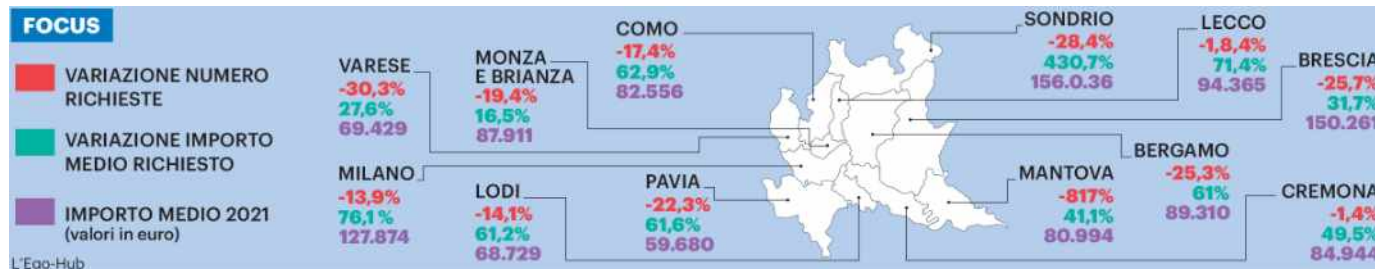 FOCUS
VARIAZIONE NUMERO
RICHIESTE
VARIAZIONE IMPORTO
MEDIO RICHIESTO
IMPORTO MEDIO 2021
(valori in euro)
L'Ego-Hub
VARESE
-30,3%
27,6%
69.429
MONZA
E BRIANZA
-19,4%
16,5%
87.911
COMO
-17,4%
62,9%
82.556
SONDRIO
-28,4%
430,7%
156.0.36
LECCO
-1,8,4%
71,4%
94.365
BRESCIA
-25,7%
31,7%
150.261
MILANO
-13,9%
76,1%
127.874
LODI
-14,1%
61,2%
68.729
PAVIA
-22,3%
61,6%
59.680
MANTOVA
-817%
41,1%
80.994
BERGAMO
-25,3%
61%
89.310
CREMONA
-1,4%
49,5%
84.944